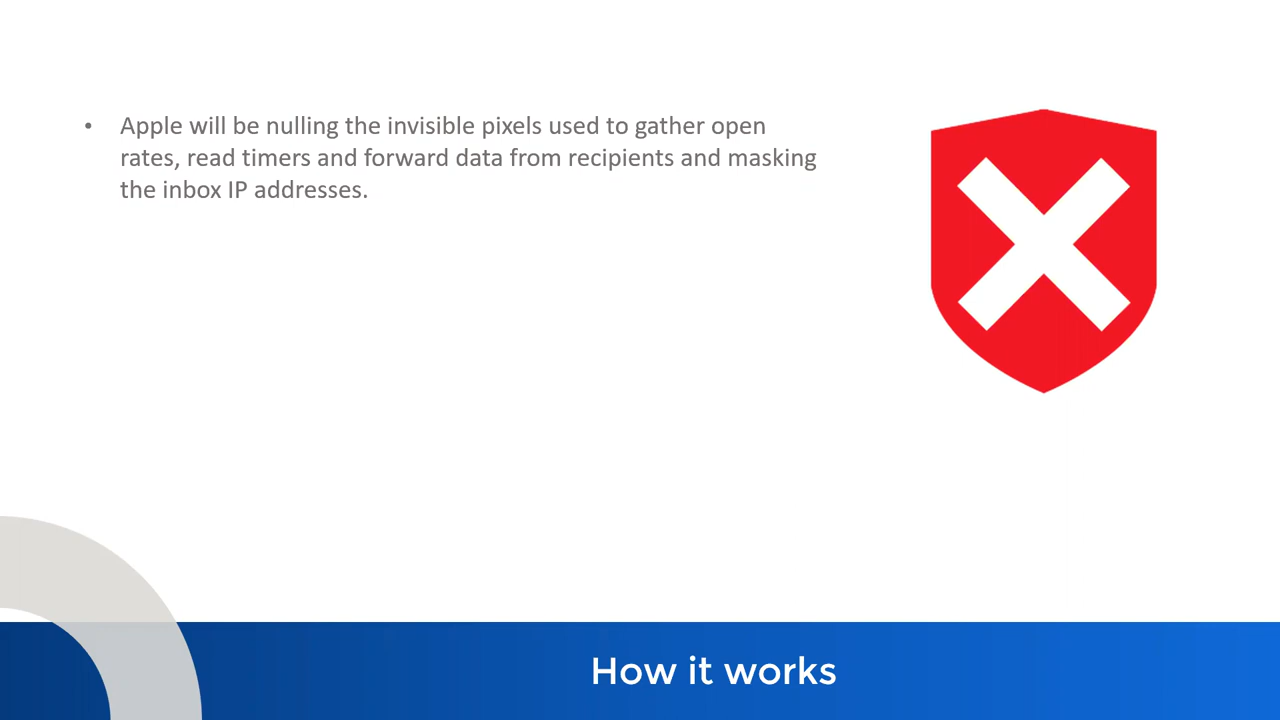 • Apple will be nulling the invisible pixels used to gather open
rates, read timers and forward data from recipients and masking
the inbox IP addresses.
How it works